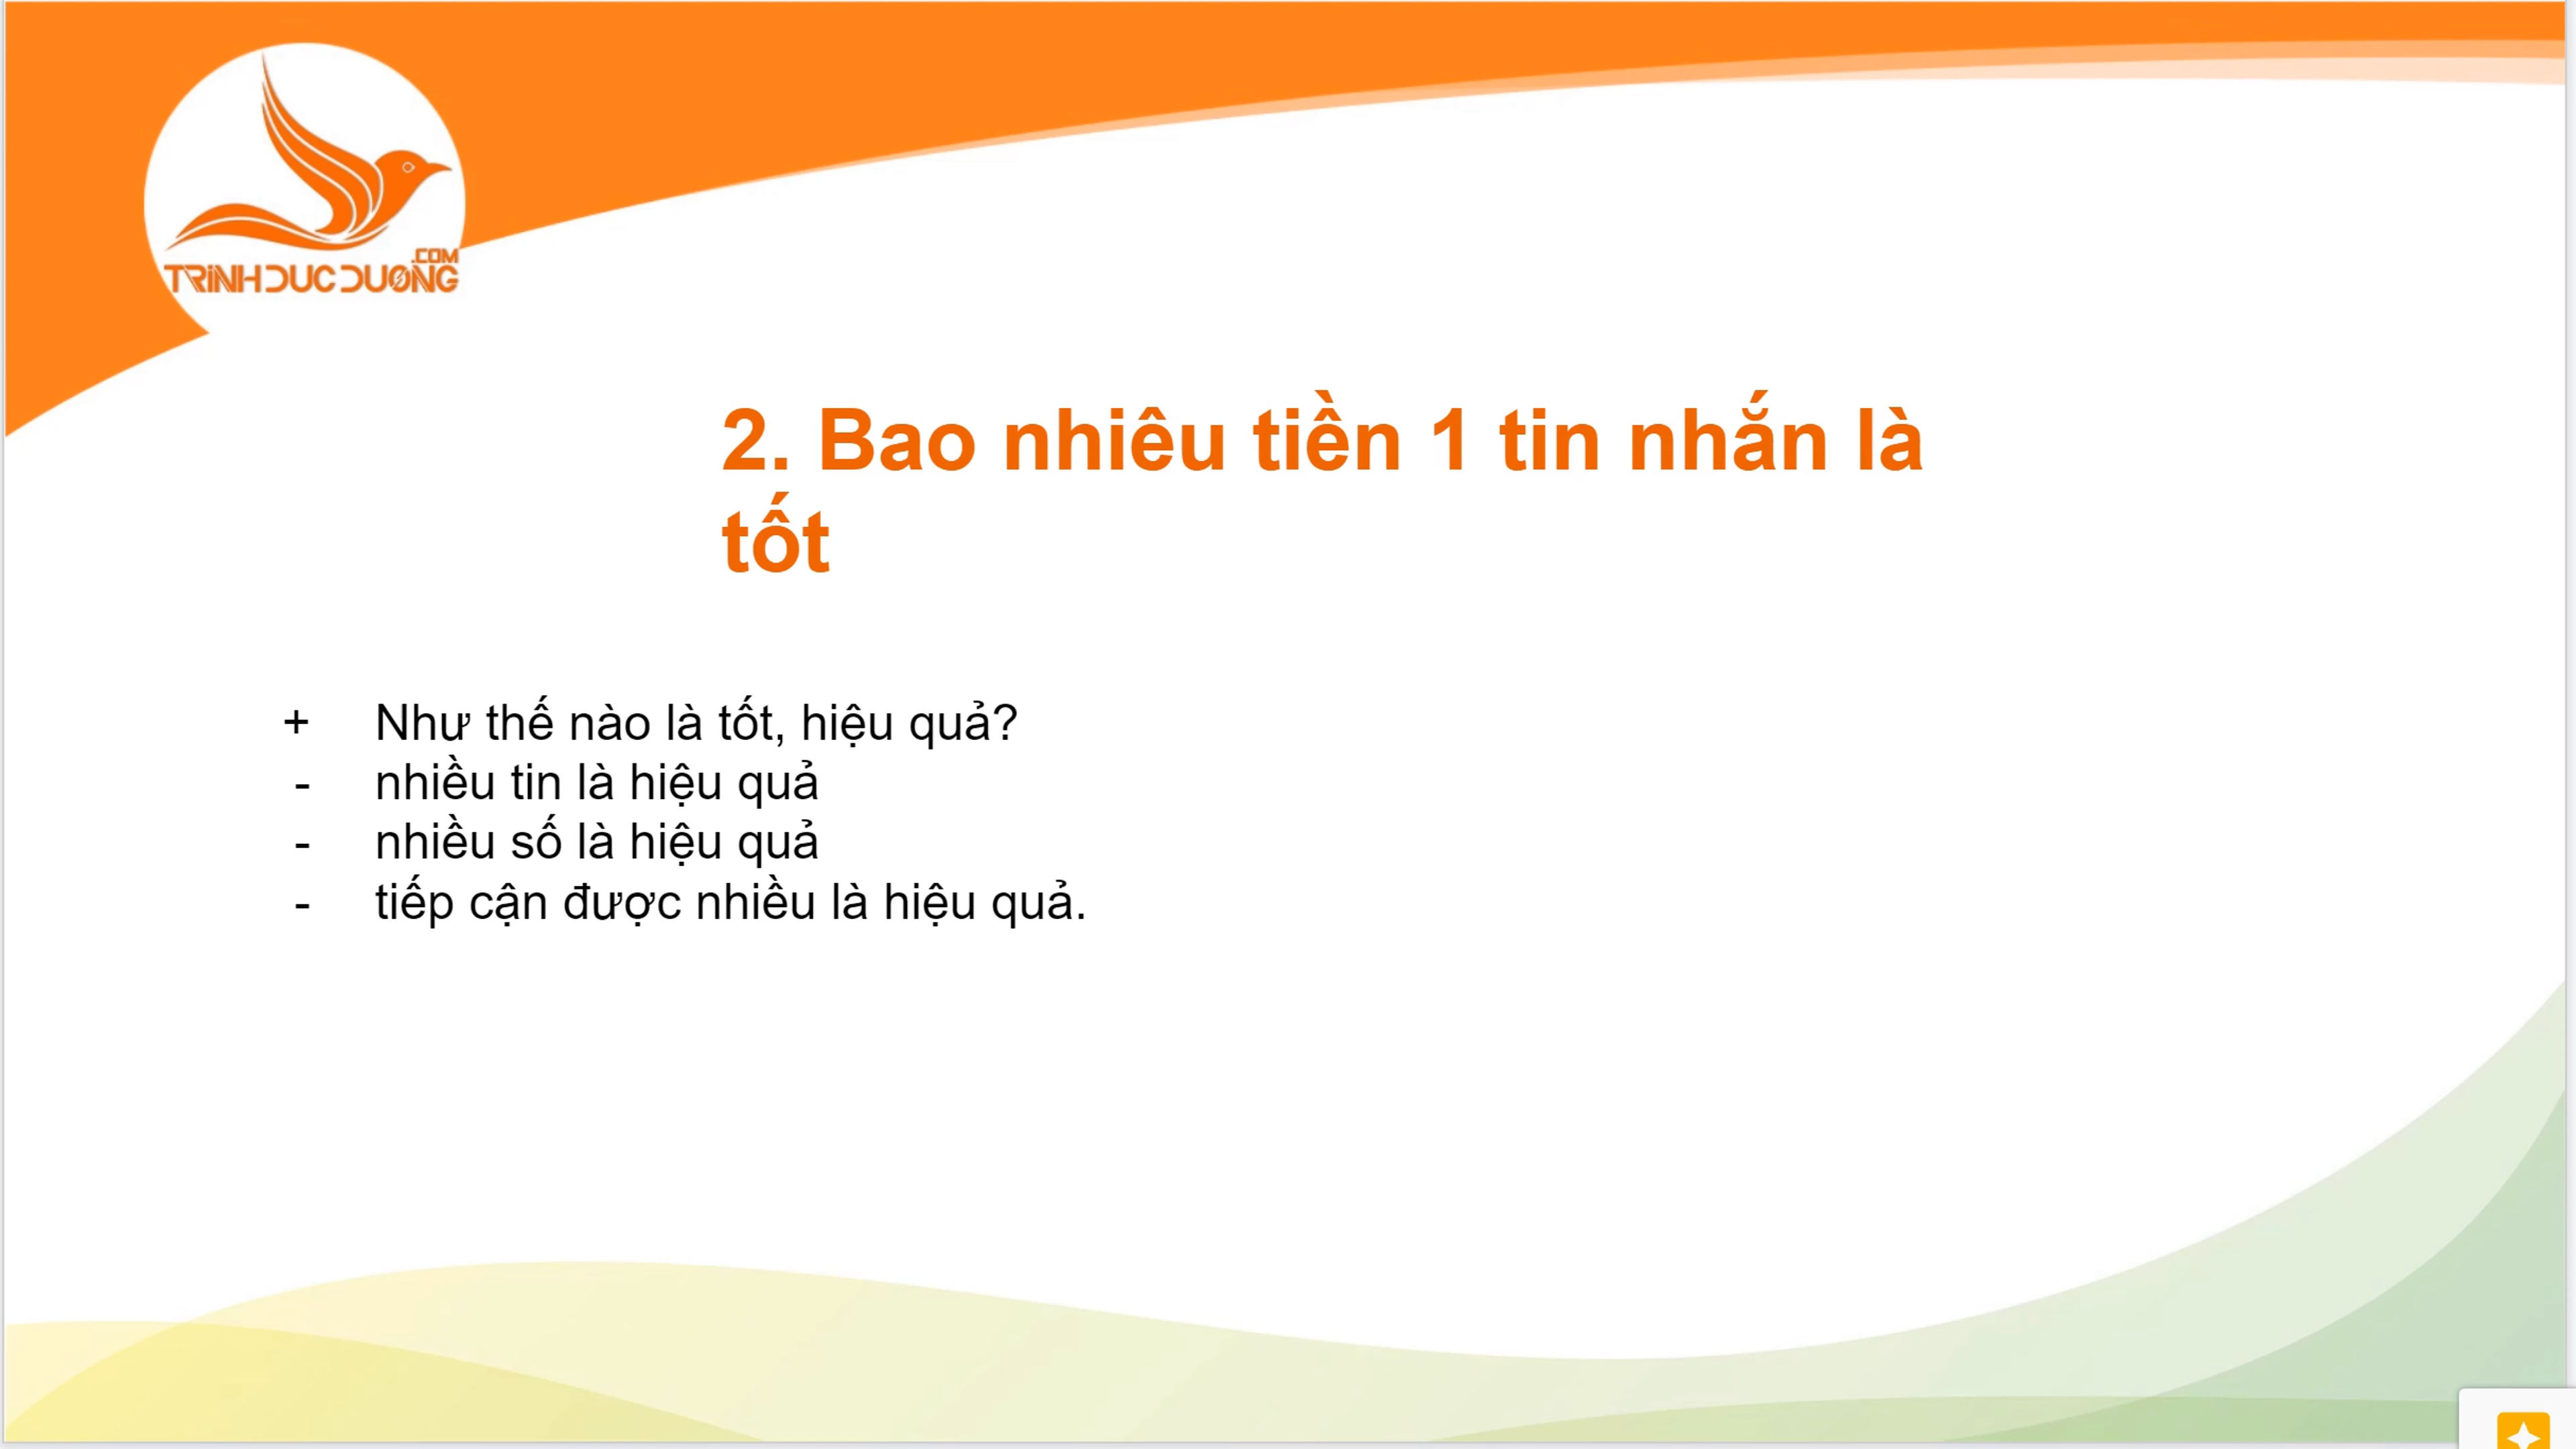 .COM
TRINHDUCDUONG
2. Bao nhiêu tiền 1 tin nhắn là
tốt
+ Như thế nào là tốt, hiệu quả?
- nhiều tin là hiệu quả
- nhiều số là hiệu quả
- tiếp cận được nhiều là hiệu quả.